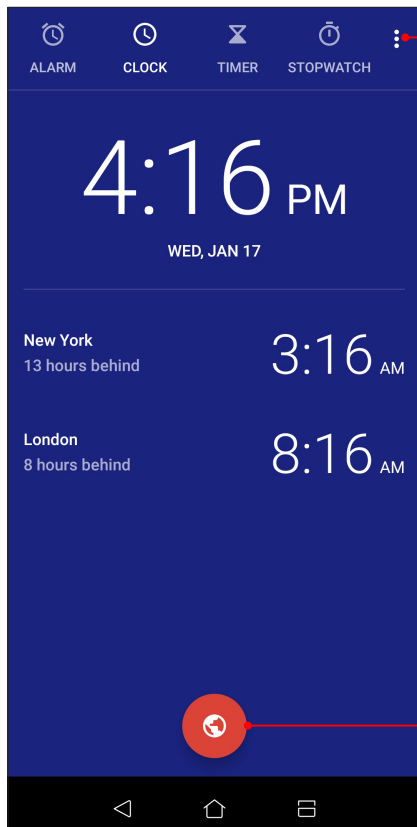 ALARM CLOCK TIMER STOPWATCH
4:16 PM
WED, JAN 17
New York 3:16 AM
13 hours behind
London 8:16 AM
8 hours behind